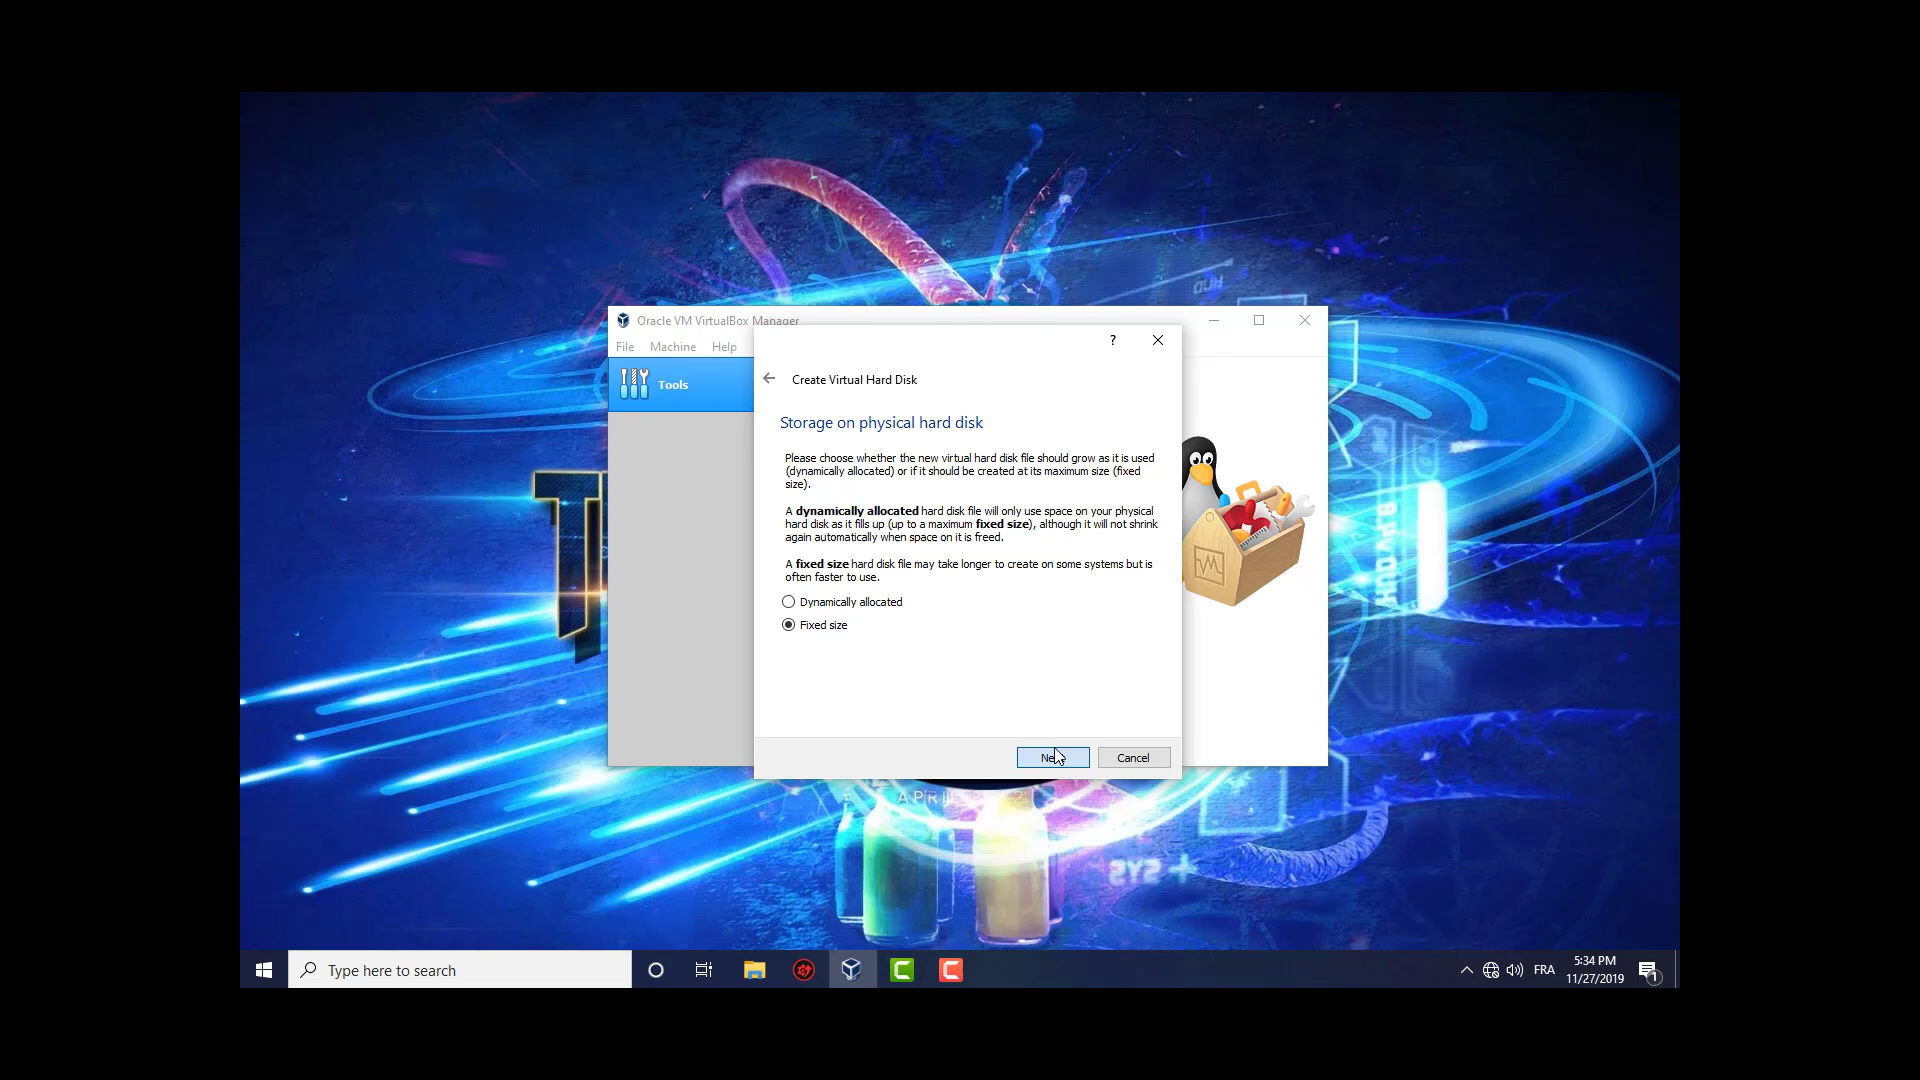 Oracle VM VirtualBox Manager
File Machine Help
Tools
?
Create Virtual Hard Disk
Storage on physical hard disk
Please choose whether the new virtual hard disk file should grow as it is used
(dynamically allocated) or if it should be created at its maximum size (fixed
size).
A dynamically allocated hard disk file will only use space on your physical
hard disk as it fills up (up to a maximum fixed size), although it will not shrink
again automatically when space on it is freed.
A fixed size hard disk file may take longer to create on some systems but is
often faster to use.
Dynamically allocated
Fixed size
Cancel
SYS +
Type here to search
FRA
5:34 PM
11/27/2019
1